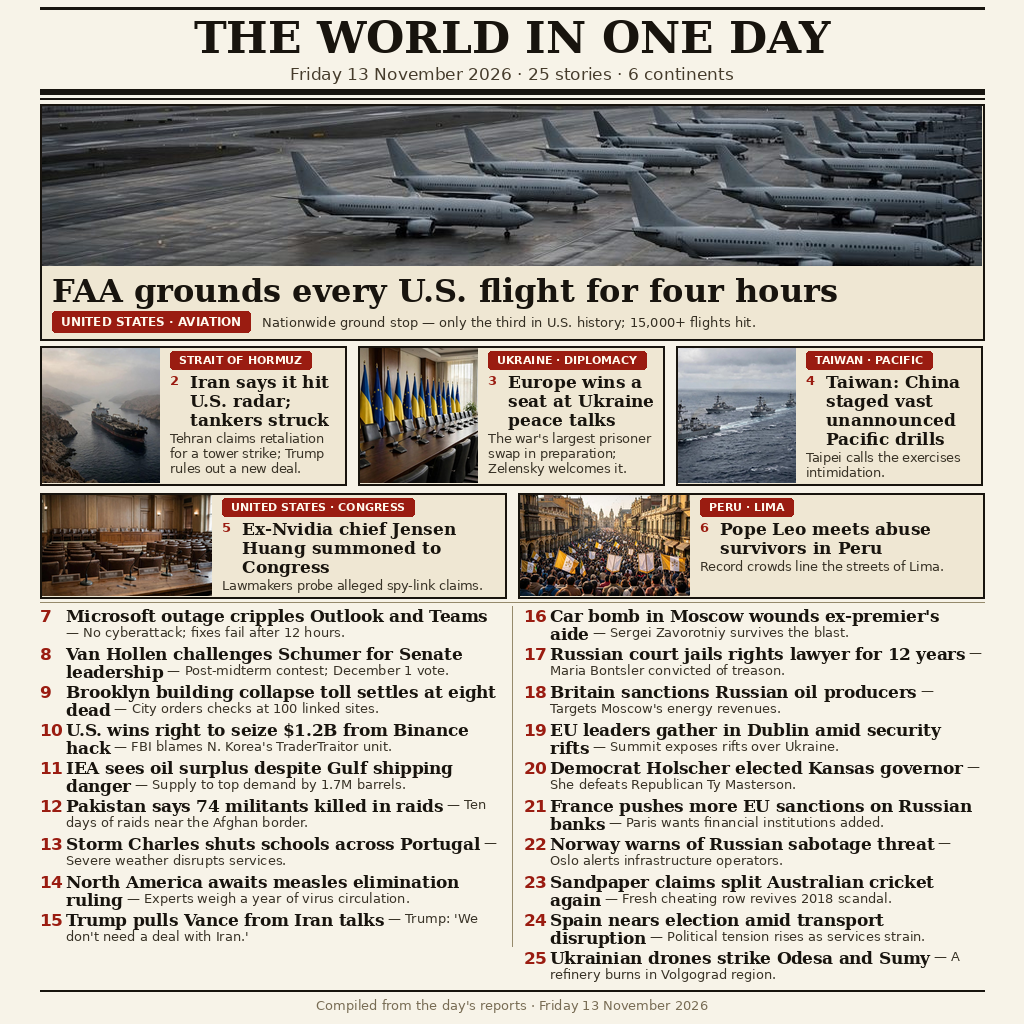 THE WORLD IN ONE DAY
Friday 13 November 2026 · 25 stories · 6 continents
FAA grounds every U.S. flight for four hours
UNITED STATES · AVIATION
Nationwide ground stop — only the third in U.S. history; 15,000+ flights hit.
STRAIT OF HORMUZ
2 Iran says it hit
U.S. radar;
tankers struck
Tehran claims retaliation
for a tower strike; Trump
rules out a new deal.
UKRAINE · DIPLOMACY
3 Europe wins a
seat at Ukraine
peace talks
The war's largest prisoner
swap in preparation;
Zelensky welcomes it.
TAIWAN · PACIFIC
4 Taiwan: China
staged vast
unannounced
Pacific drills
Taipei calls the exercises
intimidation.
UNITED STATES · CONGRESS
5 Ex-Nvidia chief Jensen
Huang summoned to
Congress
Lawmakers probe alleged spy-link claims.
PERU · LIMA
6 Pope Leo meets abuse
survivors in Peru
Record crowds line the streets of Lima.
7 Microsoft outage cripples Outlook and Teams
— No cyberattack; fixes fail after 12 hours.
8 Van Hollen challenges Schumer for Senate
leadership — Post-midterm contest; December 1 vote.
9 Brooklyn building collapse toll settles at eight
dead — City orders checks at 100 linked sites.
10 U.S. wins right to seize $1.2B from Binance
hack — FBI blames N. Korea's TraderTraitor unit.
11 IEA sees oil surplus despite Gulf shipping
danger — Supply to top demand by 1.7M barrels.
12 Pakistan says 74 militants killed in raids — Ten
days of raids near the Afghan border.
13 Storm Charles shuts schools across Portugal —
Severe weather disrupts services.
14 North America awaits measles elimination
ruling — Experts weigh a year of virus circulation.
15 Trump pulls Vance from Iran talks — Trump: 'We
don't need a deal with Iran.'
16 Car bomb in Moscow wounds ex-premier's
aide — Sergei Zavorotniy survives the blast.
17 Russian court jails rights lawyer for 12 years —
Maria Bontsler convicted of treason.
18 Britain sanctions Russian oil producers —
Targets Moscow's energy revenues.
19 EU leaders gather in Dublin amid security
rifts — Summit exposes rifts over Ukraine.
20 Democrat Holscher elected Kansas governor —
She defeats Republican Ty Masterson.
21 France pushes more EU sanctions on Russian
banks — Paris wants financial institutions added.
22 Norway warns of Russian sabotage threat —
Oslo alerts infrastructure operators.
23 Sandpaper claims split Australian cricket
again — Fresh cheating row revives 2018 scandal.
24 Spain nears election amid transport
disruption — Political tension rises as services strain.
25 Ukrainian drones strike Odesa and Sumy — A
refinery burns in Volgograd region.
Compiled from the day's reports · Friday 13 November 2026